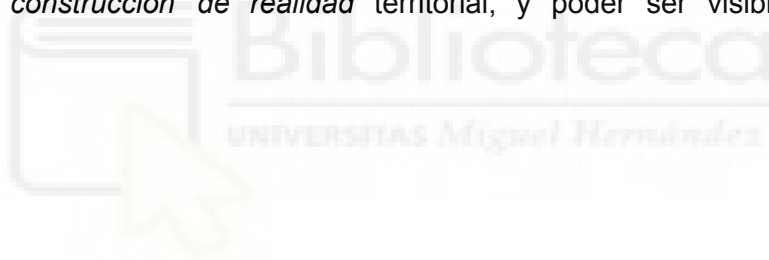 construcción de realidad territorial, y poder ser visib
Biblioteca
UNIVERSITAS Miguel Hernández